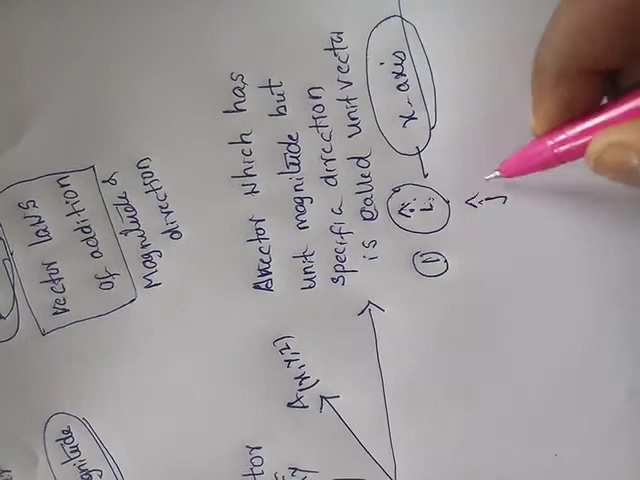 vector laws
of addition
Magnitude &
direction
A vector which has
unit magnitude but
specific direction
is called unit vector
① î - x-axis
ĵ
A(x,y,z)